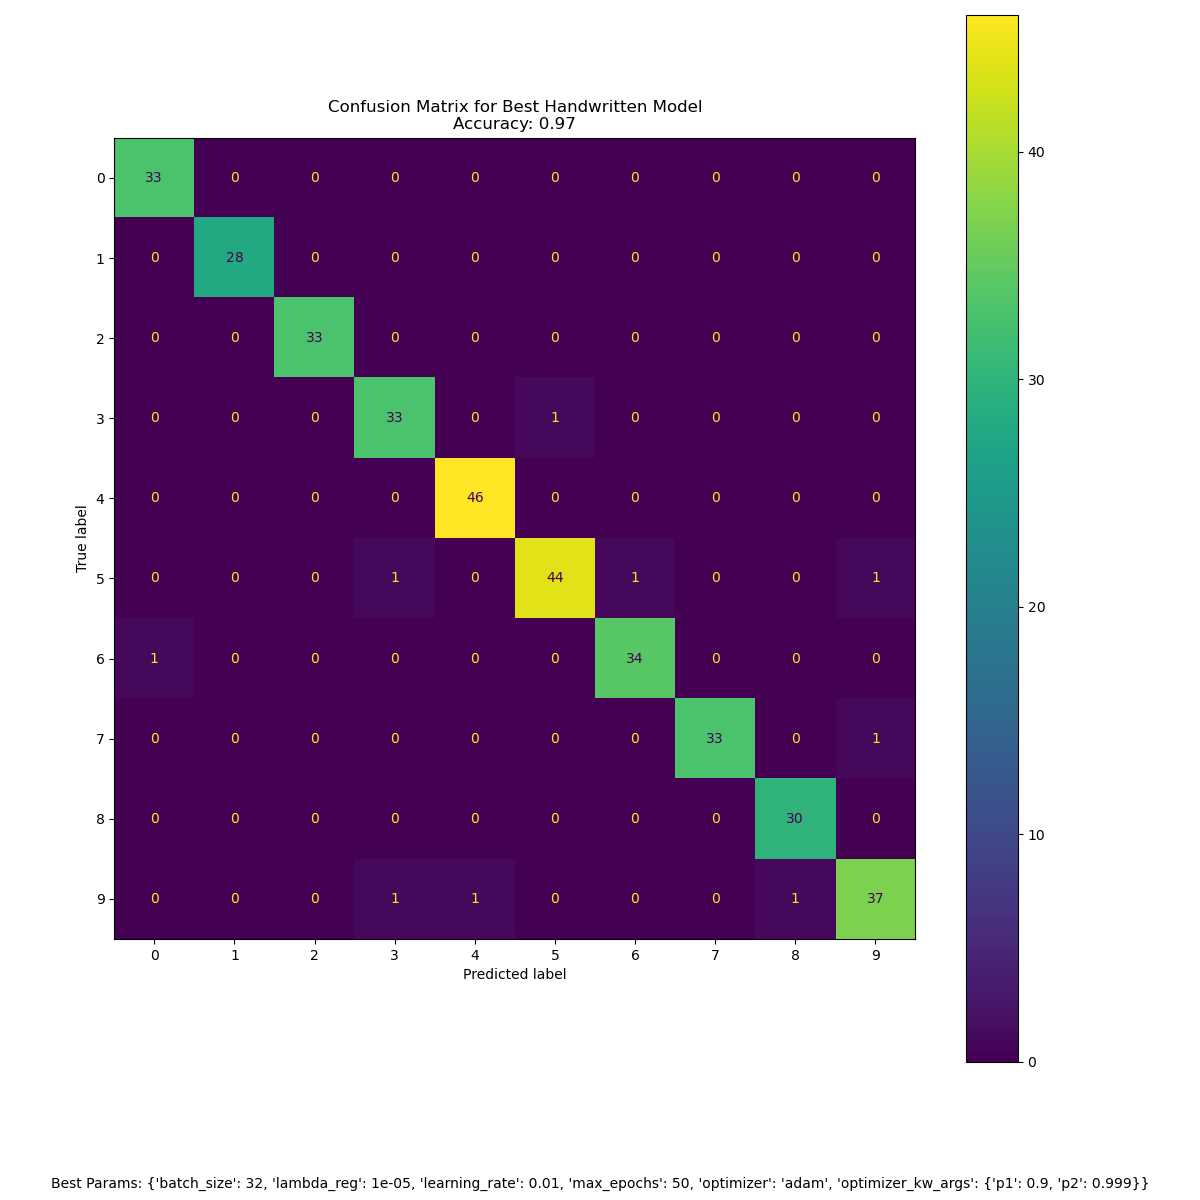 Confusion Matrix for Best Handwritten Model
Accuracy: 0.97
0 33 0 0 0 0 0 0 0 0 0
1 0 28 0 0 0 0 0 0 0 0
2 0 0 33 0 0 0 0 0 0 0
3 0 0 0 33 0 1 0 0 0 0
4 0 0 0 0 46 0 0 0 0 0
5 0 0 0 1 0 44 1 0 0 1
6 1 0 0 0 0 0 34 0 0 0
7 0 0 0 0 0 0 0 33 0 1
8 0 0 0 0 0 0 0 0 30 0
9 0 0 0 1 1 0 0 0 1 37
True label
0 1 2 3 4 5 6 7 8 9
Predicted label
40
30
20
10
0
Best Params: {'batch_size': 32, 'lambda_reg': 1e-05, 'learning_rate': 0.01, 'max_epochs': 50, 'optimizer': 'adam', 'optimizer_kw_args': {'p1': 0.9, 'p2': 0.999}}